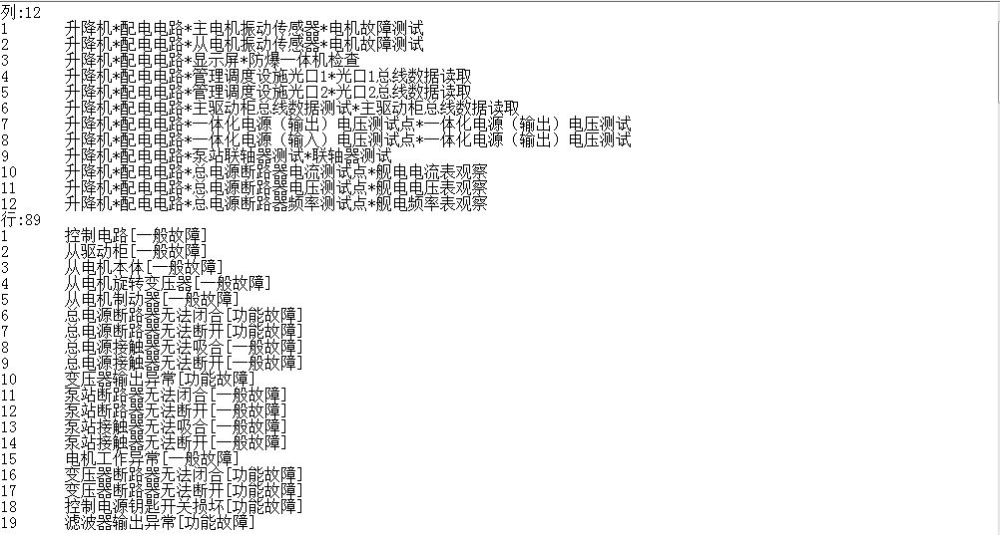 列:12
1 升降机*配电电路*主电机振动传感器*电机故障测试
2 升降机*配电电路*从电机振动传感器*电机故障测试
3 升降机*配电电路*显示屏*防爆一体机检查
4 升降机*配电电路*管理调度设施光口1*光口1总线数据读取
5 升降机*配电电路*管理调度设施光口2*光口2总线数据读取
6 升降机*配电电路*主驱动柜总线数据测试*主驱动柜总线数据读取
7 升降机*配电电路*一体化电源（输出）电压测试点*一体化电源（输出）电压测试
8 升降机*配电电路*一体化电源（输入）电压测试点*一体化电源（输出）电压测试
9 升降机*配电电路*泵站联轴器测试*联轴器测试
10 升降机*配电电路*总电源断路器电流测试点*舰电电流表观察
11 升降机*配电电路*总电源断路器电压测试点*舰电电压表观察
12 升降机*配电电路*总电源断路器频率测试点*舰电频率表观察
行:89
1 控制电路[一般故障]
2 从驱动柜[一般故障]
3 从电机本体[一般故障]
4 从电机旋转变压器[一般故障]
5 从电机制动器[一般故障]
6 总电源断路器无法闭合[功能故障]
7 总电源断路器无法断开[功能故障]
8 总电源接触器无法吸合[一般故障]
9 总电源接触器无法断开[一般故障]
10 变压器输出异常[功能故障]
11 泵站断路器无法闭合[一般故障]
12 泵站断路器无法断开[一般故障]
13 泵站接触器无法吸合[一般故障]
14 泵站接触器无法断开[一般故障]
15 电机工作异常[一般故障]
16 变压器断路器无法闭合[功能故障]
17 变压器断路器无法断开[功能故障]
18 控制电源钥匙开关损坏[功能故障]
19 滤波器输出异常[功能故障]